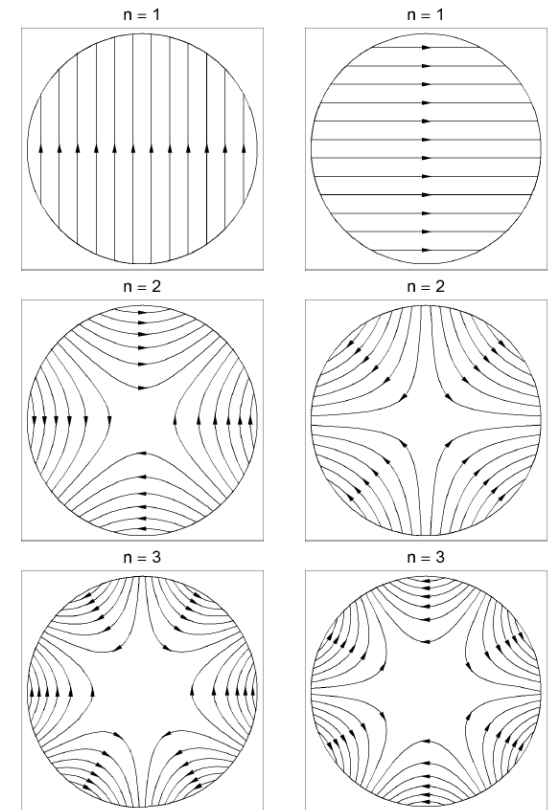 n = 1
n = 1
n = 2
n = 2
n = 3
n = 3